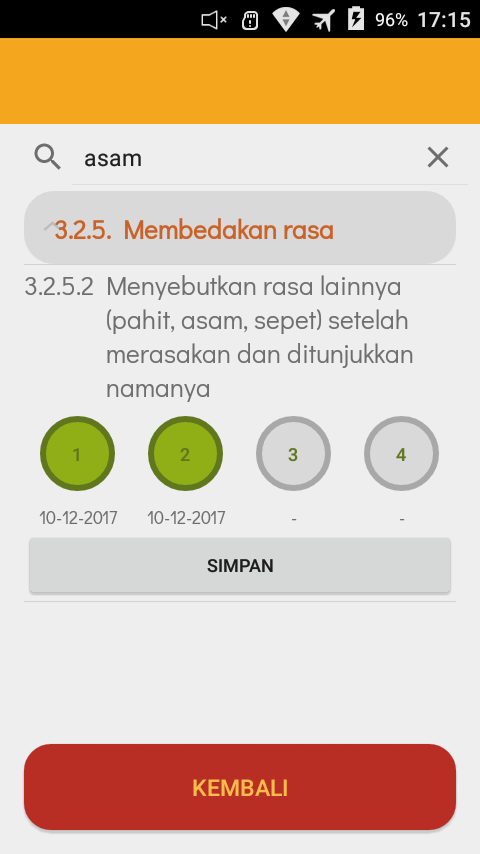 96% 17:15
asam
3.2.5. Membedakan rasa
3.2.5.2 Menyebutkan rasa lainnya
(pahit, asam, sepet) setelah
merasakan dan ditunjukkan
namanya
1 2 3 4
10-12-2017 10-12-2017 - -
SIMPAN
KEMBALI